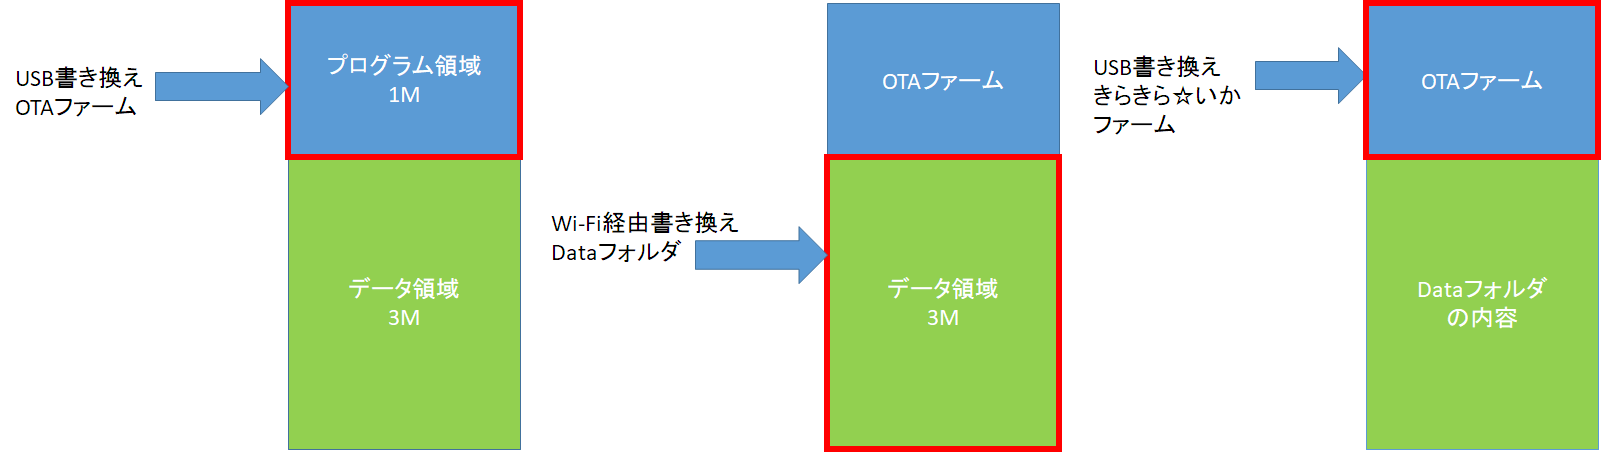 USB書き換え
OTAファーム
プログラム領域
1M
データ領域
3M
OTAファーム
Wi-Fi経由書き換え
Dataフォルダ
データ領域
3M
USB書き換え
きらきら☆いか
ファーム
OTAファーム
Dataフォルダ
の内容